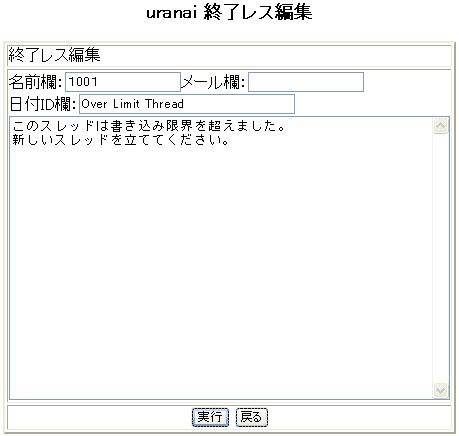 uranai 終了レス編集
終了レス編集
名前欄: 1001 メール欄:
日付ID欄: Over Limit Thread
このスレッドは書き込み限界を超えました。
新しいスレッドを立ててください。
実行 戻る